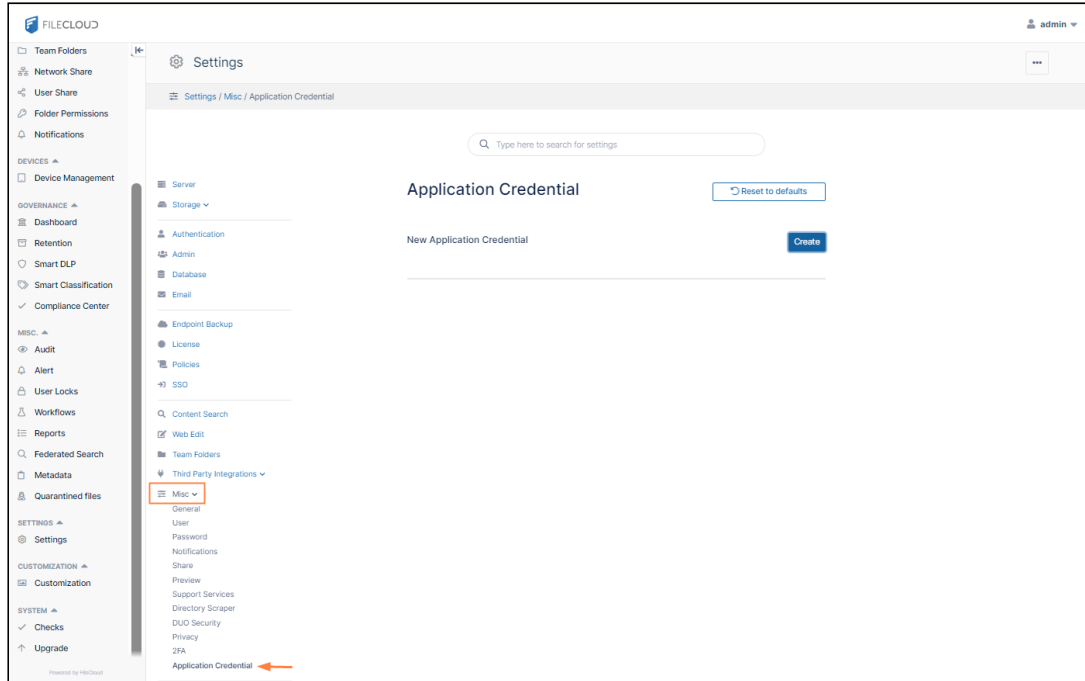 FILECLOUD
admin
Team Folders
Network Share
User Share
Folder Permissions
Notifications
DEVICES
Device Management
GOVERNANCE
Dashboard
Retention
Smart DLP
Smart Classification
Compliance Center
MISC.
Audit
Alert
User Locks
Workflows
Reports
Federated Search
Metadata
Quarantined files
SETTINGS
Settings
CUSTOMIZATION
Customization
SYSTEM
Checks
Upgrade
Powered by FileCloud
Settings
Settings / Misc / Application Credential
Type here to search for settings
Server
Storage
Authentication
Admin
Database
Email
Endpoint Backup
License
Policies
SSO
Content Search
Web Edit
Team Folders
Third Party Integrations
Misc
General
User
Password
Notifications
Share
Preview
Support Services
Directory Scraper
DUO Security
Privacy
2FA
Application Credential
Application Credential
Reset to defaults
New Application Credential
Create